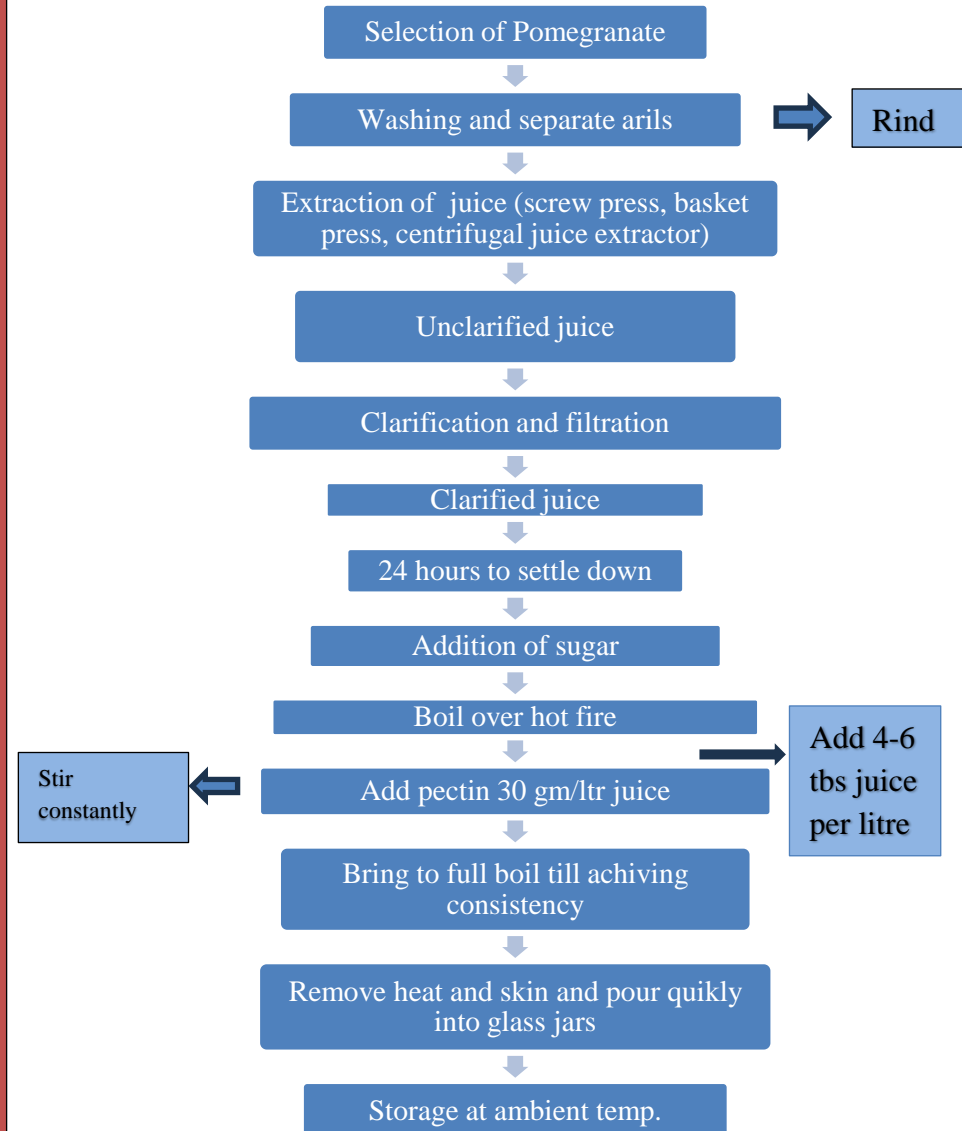 Selection of Pomegranate
Washing and separate arils
Rind
Extraction of juice (screw press, basket
press, centrifugal juice extractor)
Unclarified juice
Clarification and filtration
Clarified juice
24 hours to settle down
Addition of sugar
Boil over hot fire
Add 4-6
tbs juice
per litre
Stir
constantly
Add pectin 30 gm/ltr juice
Bring to full boil till achiving
consistency
Remove heat and skin and pour quikly
into glass jars
Storage at ambient temp.